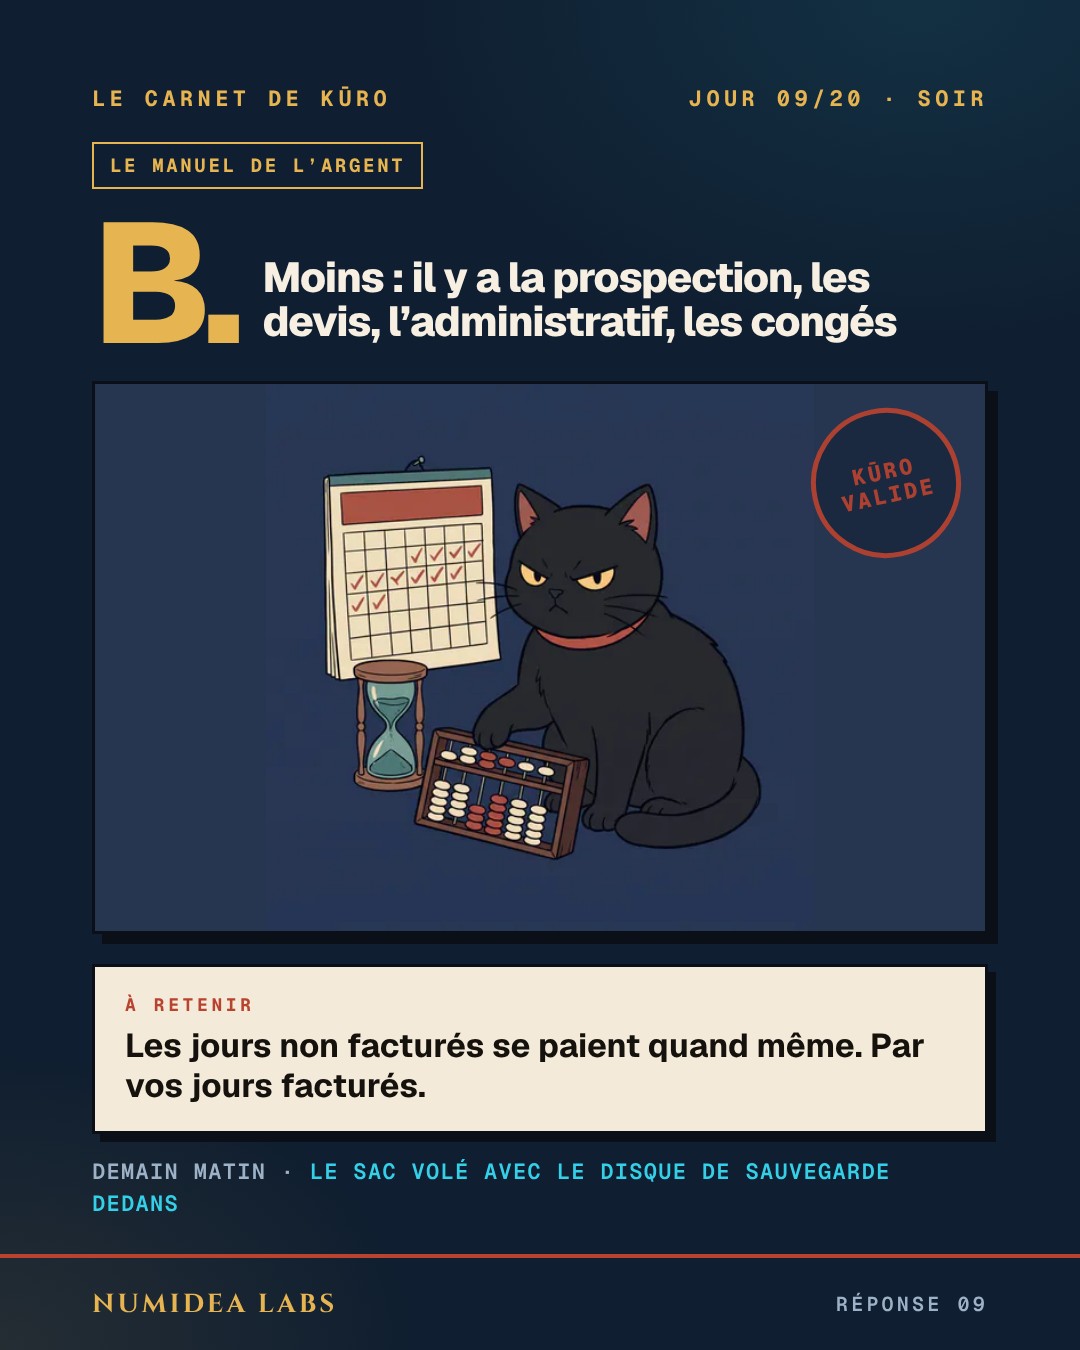 LE CARNET DE KŪRO
JOUR 09/20 · SOIR
LE MANUEL DE L’ARGENT
B.
Moins : il y a la prospection, les
devis, l’administratif, les congés
KŪRO
VALIDE
À RETENIR
Les jours non facturés se paient quand même. Par
vos jours facturés.
DEMAIN MATIN · LE SAC VOLÉ AVEC LE DISQUE DE SAUVEGARDE
DEDANS
NUMIDEA LABS
RÉPONSE 09